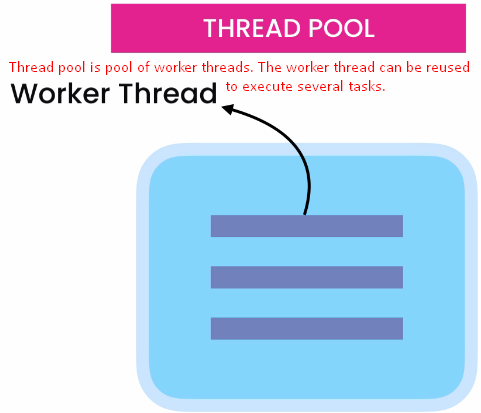 THREAD POOL
Thread pool is pool of worker threads. The worker thread can be reused
to execute several tasks.
Worker Thread